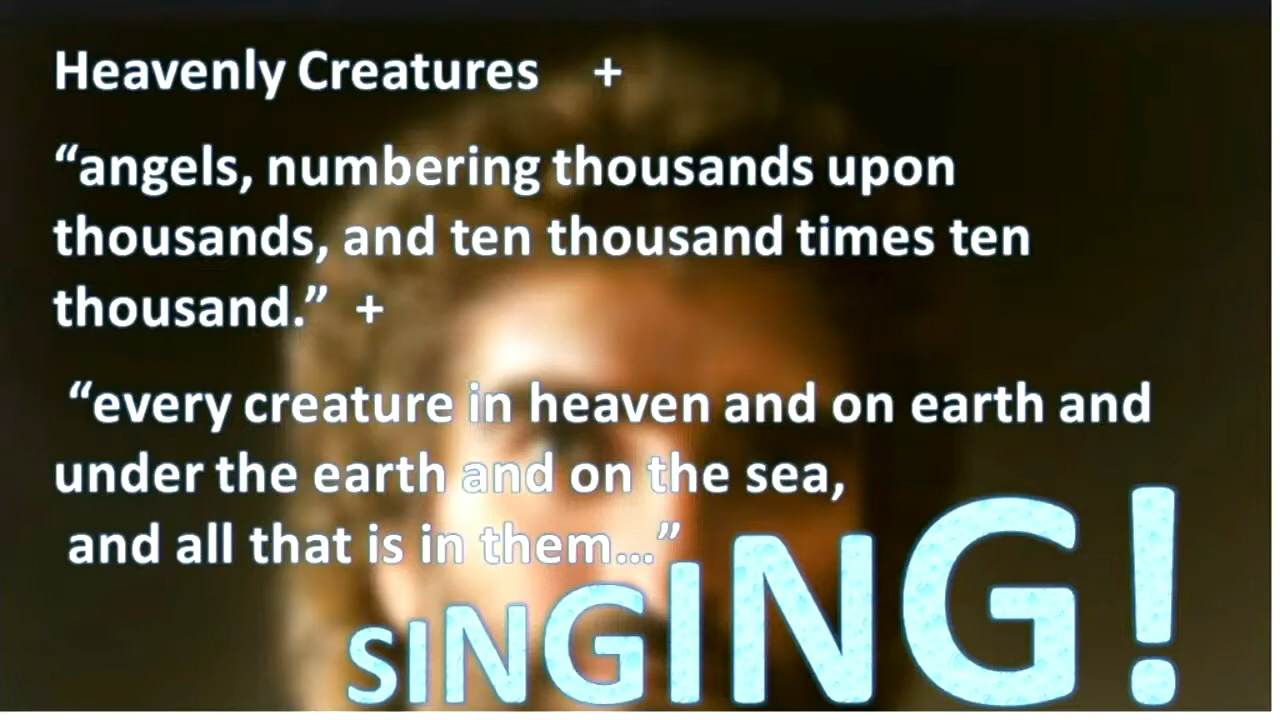 Heavenly Creatures +
“angels, numbering thousands upon
thousands, and ten thousand times ten
thousand.” +
“every creature in heaven and on earth and
under the earth and on the sea,
and all that is in them…”
SINGING!